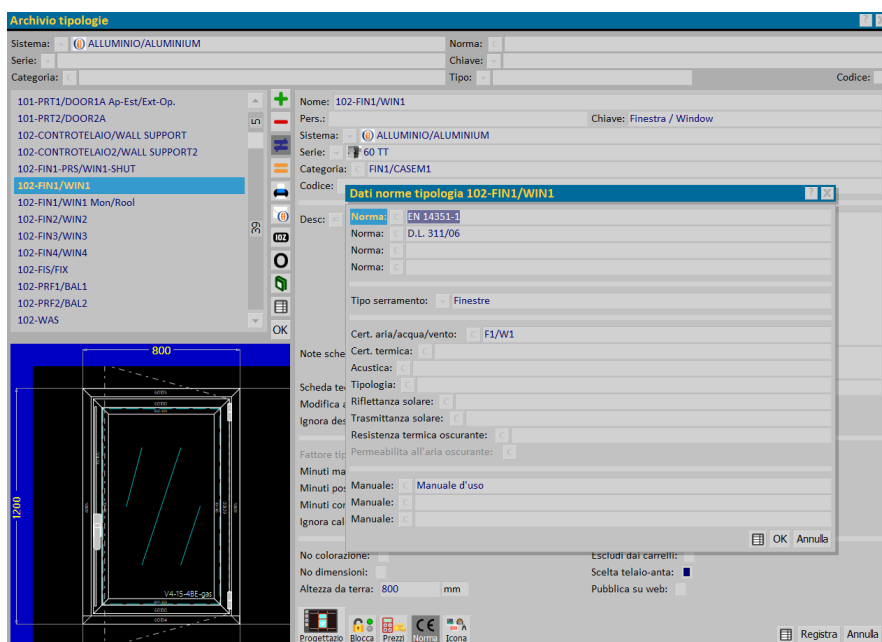 Archivio tipologie ? X
Sistema: ALLUMINIO/ALUMINIUM Norma: C
Serie: Chiave:
Categoria: C Tipo: Codice:
101-PRT1/DOOR1A Ap-Est/Ext-Op.
101-PRT2/DOOR2A
102-CONTROTELAIO/WALL SUPPORT
102-CONTROTELAIO2/WALL SUPPORT2
102-FIN1-PRS/WIN1-SHUT
102-FIN1/WIN1
102-FIN1/WIN1 Mon/Rool
102-FIN2/WIN2
102-FIN3/WIN3
102-FIN4/WIN4
102-FIS/FIX
102-PRF1/BAL1
102-PRF2/BAL2
102-WAS
5
39
102
OK
Nome: 102-FIN1/WIN1
Pers.: Chiave: Finestra / Window
Sistema: ALLUMINIO/ALUMINIUM
Serie: 60 TT
Categoria: C FIN1/CASEM1
Codice:
Desc:
Note sche
Scheda te
Modifica a
Ignora des
Fattore tip
Minuti ma
Minuti pos
Minuti cor
Ignora cal
No colorazione: Escludi dai carrelli:
No dimensioni: Scelta telaio-anta:
Altezza da terra: 800 mm Pubblica su web:
Progettazio Blocca Prezzi Norma Icona
Registra Annulla
Dati norme tipologia 102-FIN1/WIN1 ? X
Norma: C EN 14351-1
Norma: C D.L. 311/06
Norma: C
Norma: C
Tipo serramento: Finestre
Cert. aria/acqua/vento: C F1/W1
Cert. termica: C
Acustica: C
Tipologia: C
Riflettanza solare: C
Trasmittanza solare: C
Resistenza termica oscurante: C
Permeabilita all'aria oscurante: C
Manuale: C Manuale d'uso
Manuale: C
Manuale: C
OK Annulla
800
1200
V4-15-4BE-gas